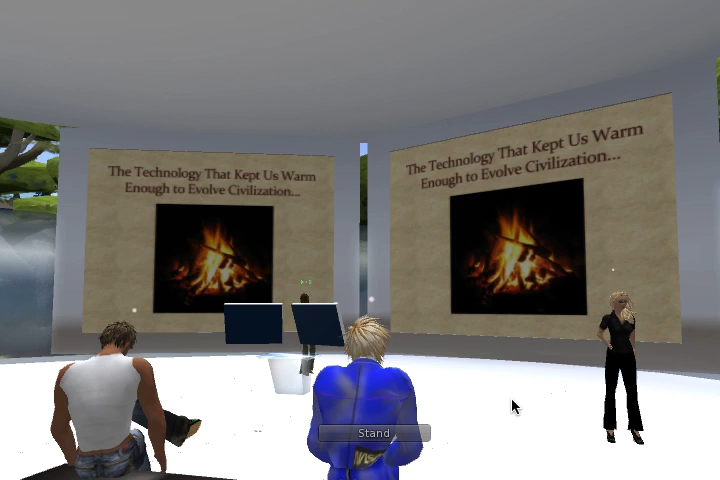 The Technology That Kept Us Warm
Enough to Evolve Civilization...
The Technology That Kept Us Warm
Enough to Evolve Civilization...
Stand